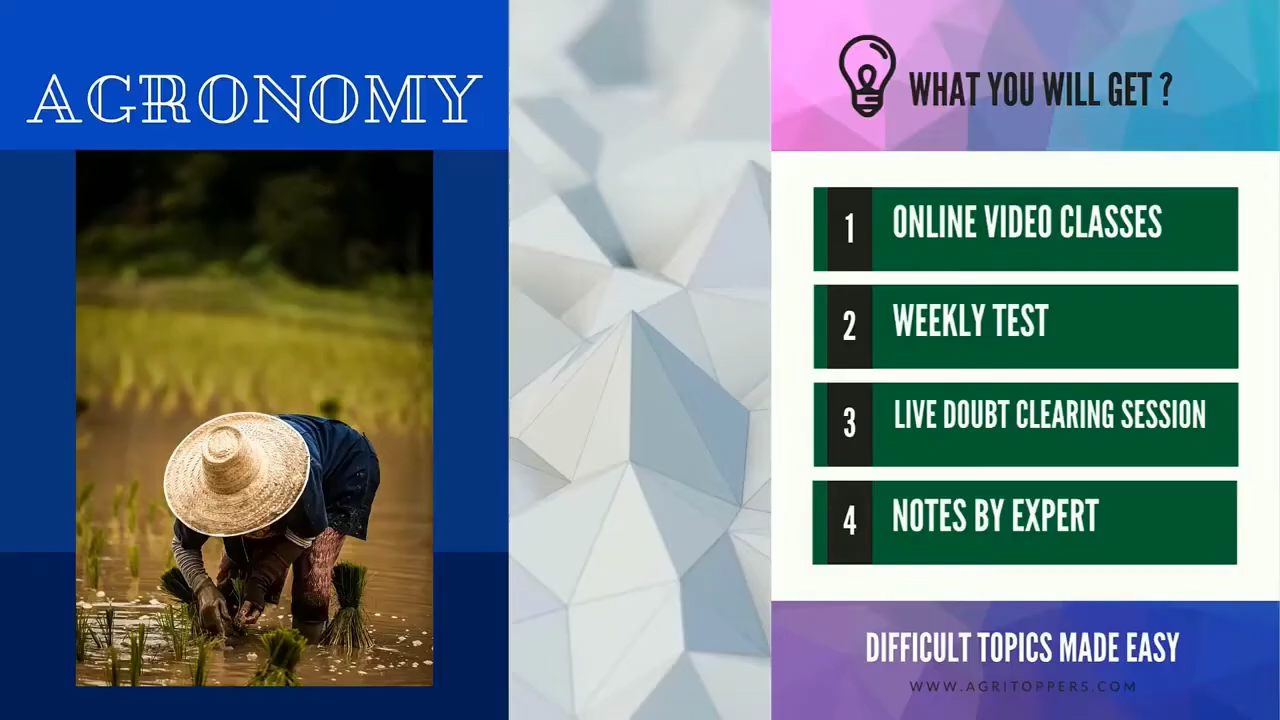 AGRONOMY
WHAT YOU WILL GET ?
1 ONLINE VIDEO CLASSES
2 WEEKLY TEST
3 LIVE DOUBT CLEARING SESSION
4 NOTES BY EXPERT
DIFFICULT TOPICS MADE EASY
WWW.AGRITOPPERS.COM